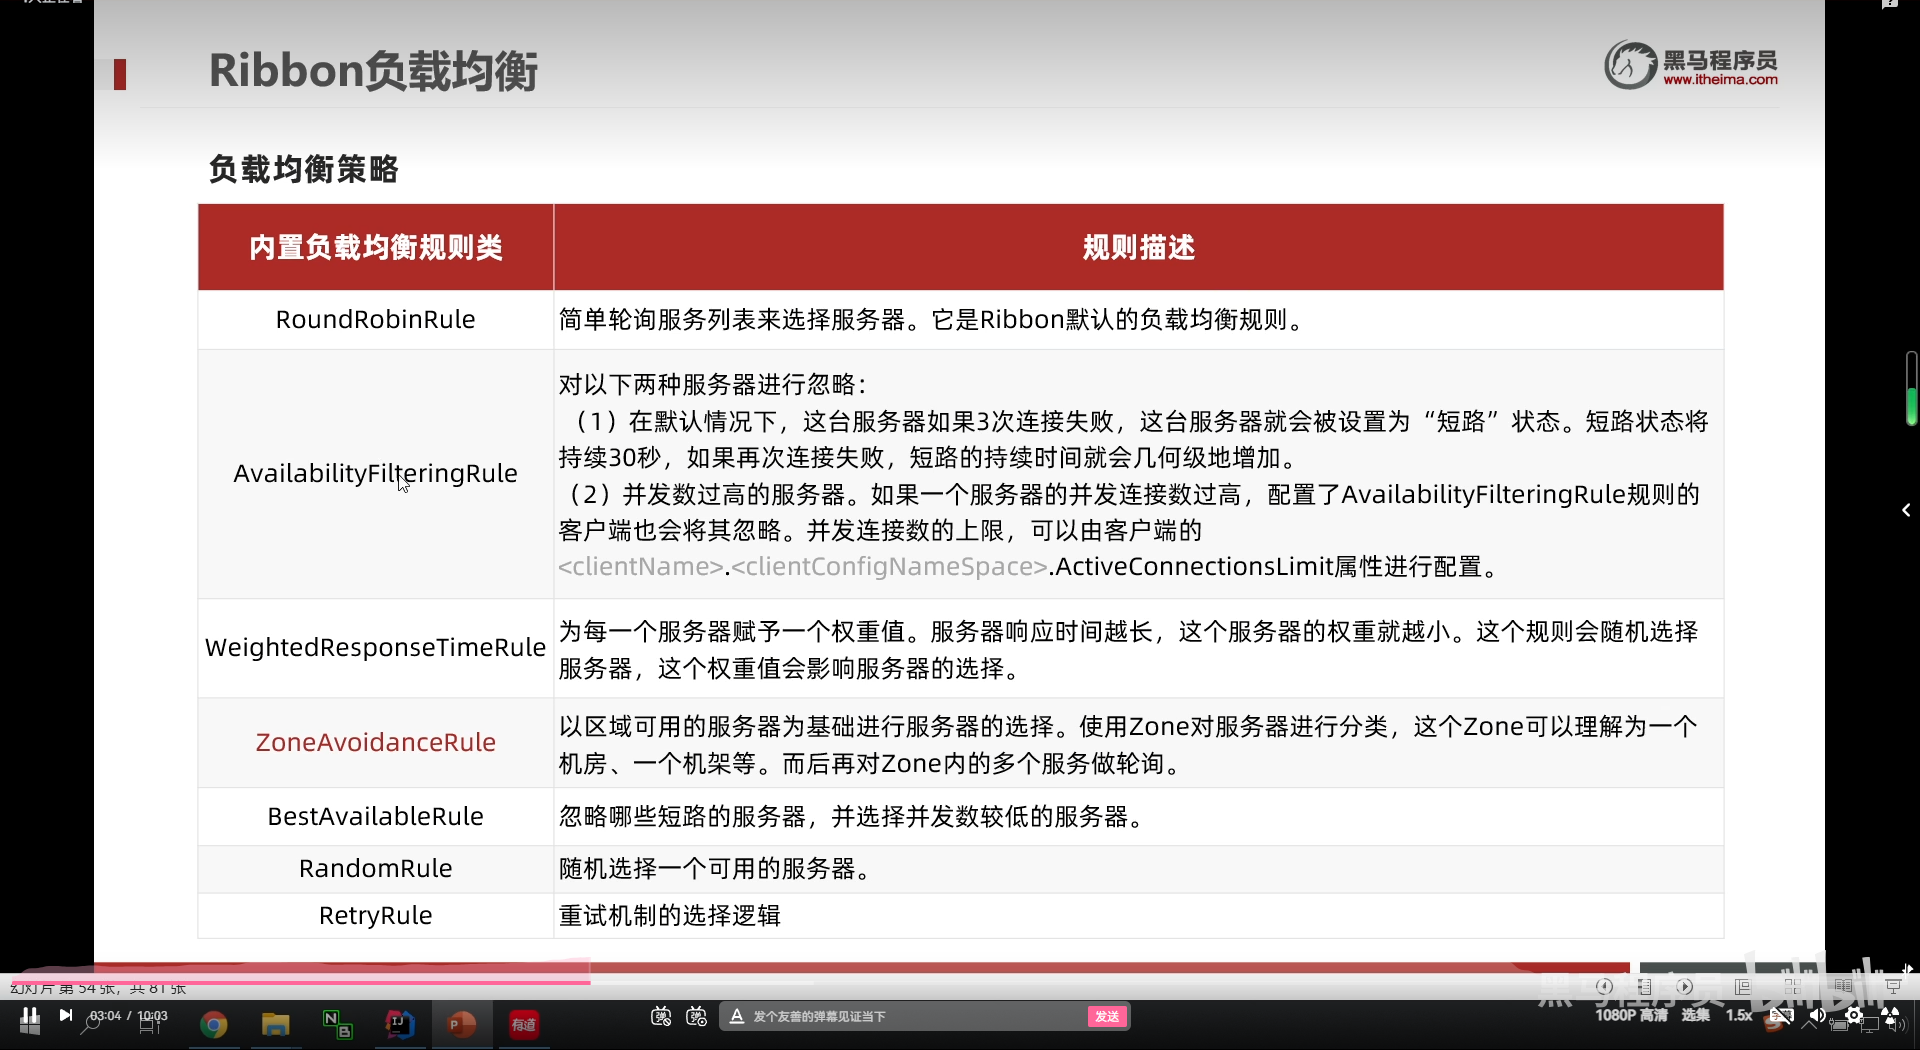 Ribbon负载均衡
黑马程序员
www.itheima.com
负载均衡策略
内置负载均衡规则类
规则描述
RoundRobinRule
简单轮询服务列表来选择服务器。它是Ribbon默认的负载均衡规则。
AvailabilityFilteringRule
对以下两种服务器进行忽略：
（1）在默认情况下，这台服务器如果3次连接失败，这台服务器就会被设置为“短路”状态。短路状态将
持续30秒，如果再次连接失败，短路的持续时间就会几何级地增加。
（2）并发数过高的服务器。如果一个服务器的并发连接数过高，配置了AvailabilityFilteringRule规则的
客户端也会将其忽略。并发连接数的上限，可以由客户端的
<clientName>.<clientConfigNameSpace>.ActiveConnectionsLimit属性进行配置。
WeightedResponseTimeRule
为每一个服务器赋予一个权重值。服务器响应时间越长，这个服务器的权重就越小。这个规则会随机选择
服务器，这个权重值会影响服务器的选择。
ZoneAvoidanceRule
以区域可用的服务器为基础进行服务器的选择。使用Zone对服务器进行分类，这个Zone可以理解为一个
机房、一个机架等。而后再对Zone内的多个服务做轮询。
BestAvailableRule
忽略哪些短路的服务器，并选择并发数较低的服务器。
RandomRule
随机选择一个可用的服务器。
RetryRule
重试机制的选择逻辑
幻灯片 第 54 张，共 81 张
黑马程序员 bilibili
03:04 / 10:03
发个友善的弹幕见证当下
发送
1080P 高清
选集
1.5x
有道